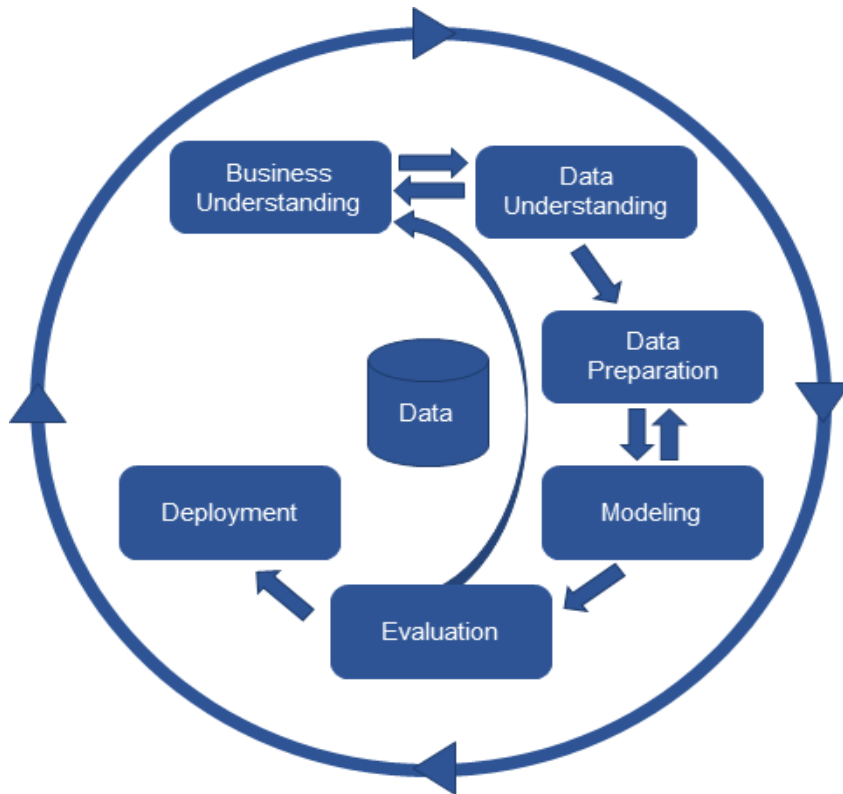 Business
Understanding
Data
Understanding
Data
Preparation
Data
Modeling
Deployment
Evaluation